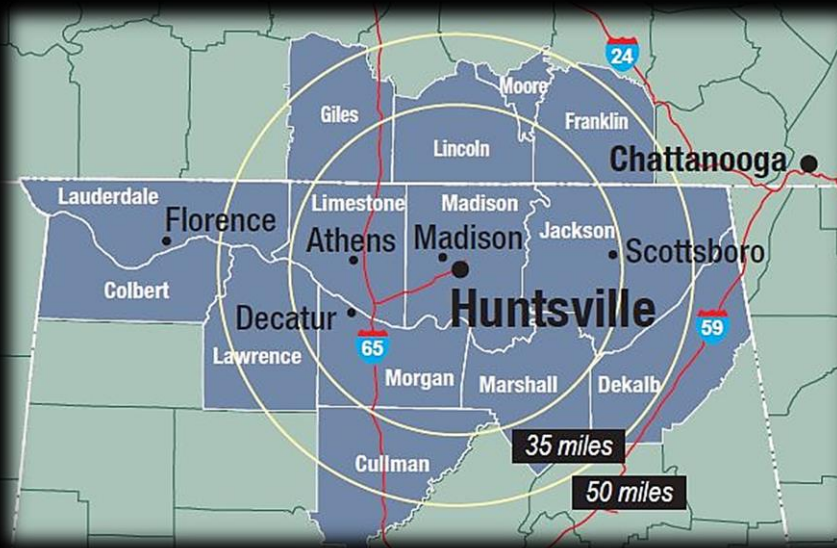 24
Moore
Giles
Franklin
Lincoln
Chattanooga
Lauderdale
Limestone
Madison
Florence
Athens
Madison
Jackson
Scottsboro
Colbert
Huntsville
Decatur
59
65
Lawrence
Morgan
Marshall
Dekalb
35 miles
Cullman
50 miles